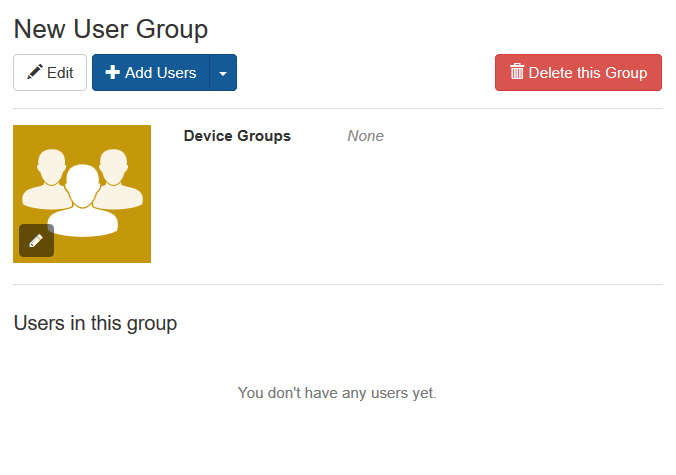 New User Group
Edit Add Users Delete this Group
Device Groups None
Users in this group
You don't have any users yet.